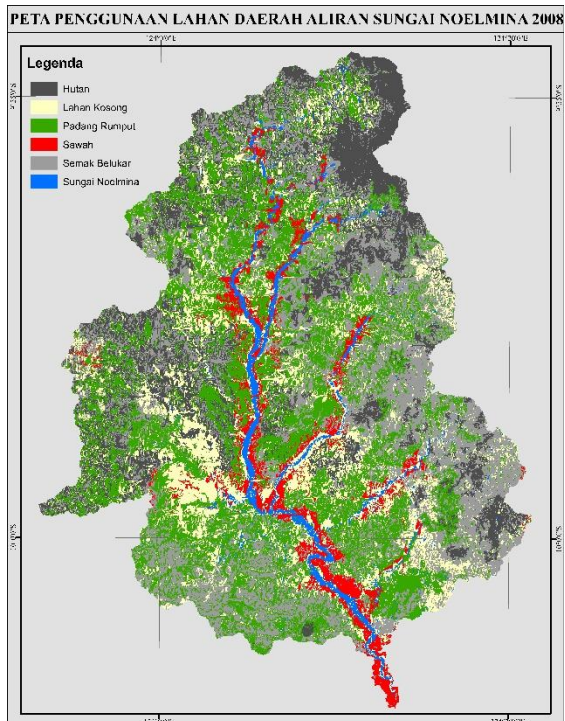 PETA PENGGUNAAN LAHAN DAERAH ALIRAN SUNGAI NOELMINA 2008
Legenda
Hutan
Lahan Kosong
Padang Rumput
Sawah
Semak Belukar
Sungai Noelmina